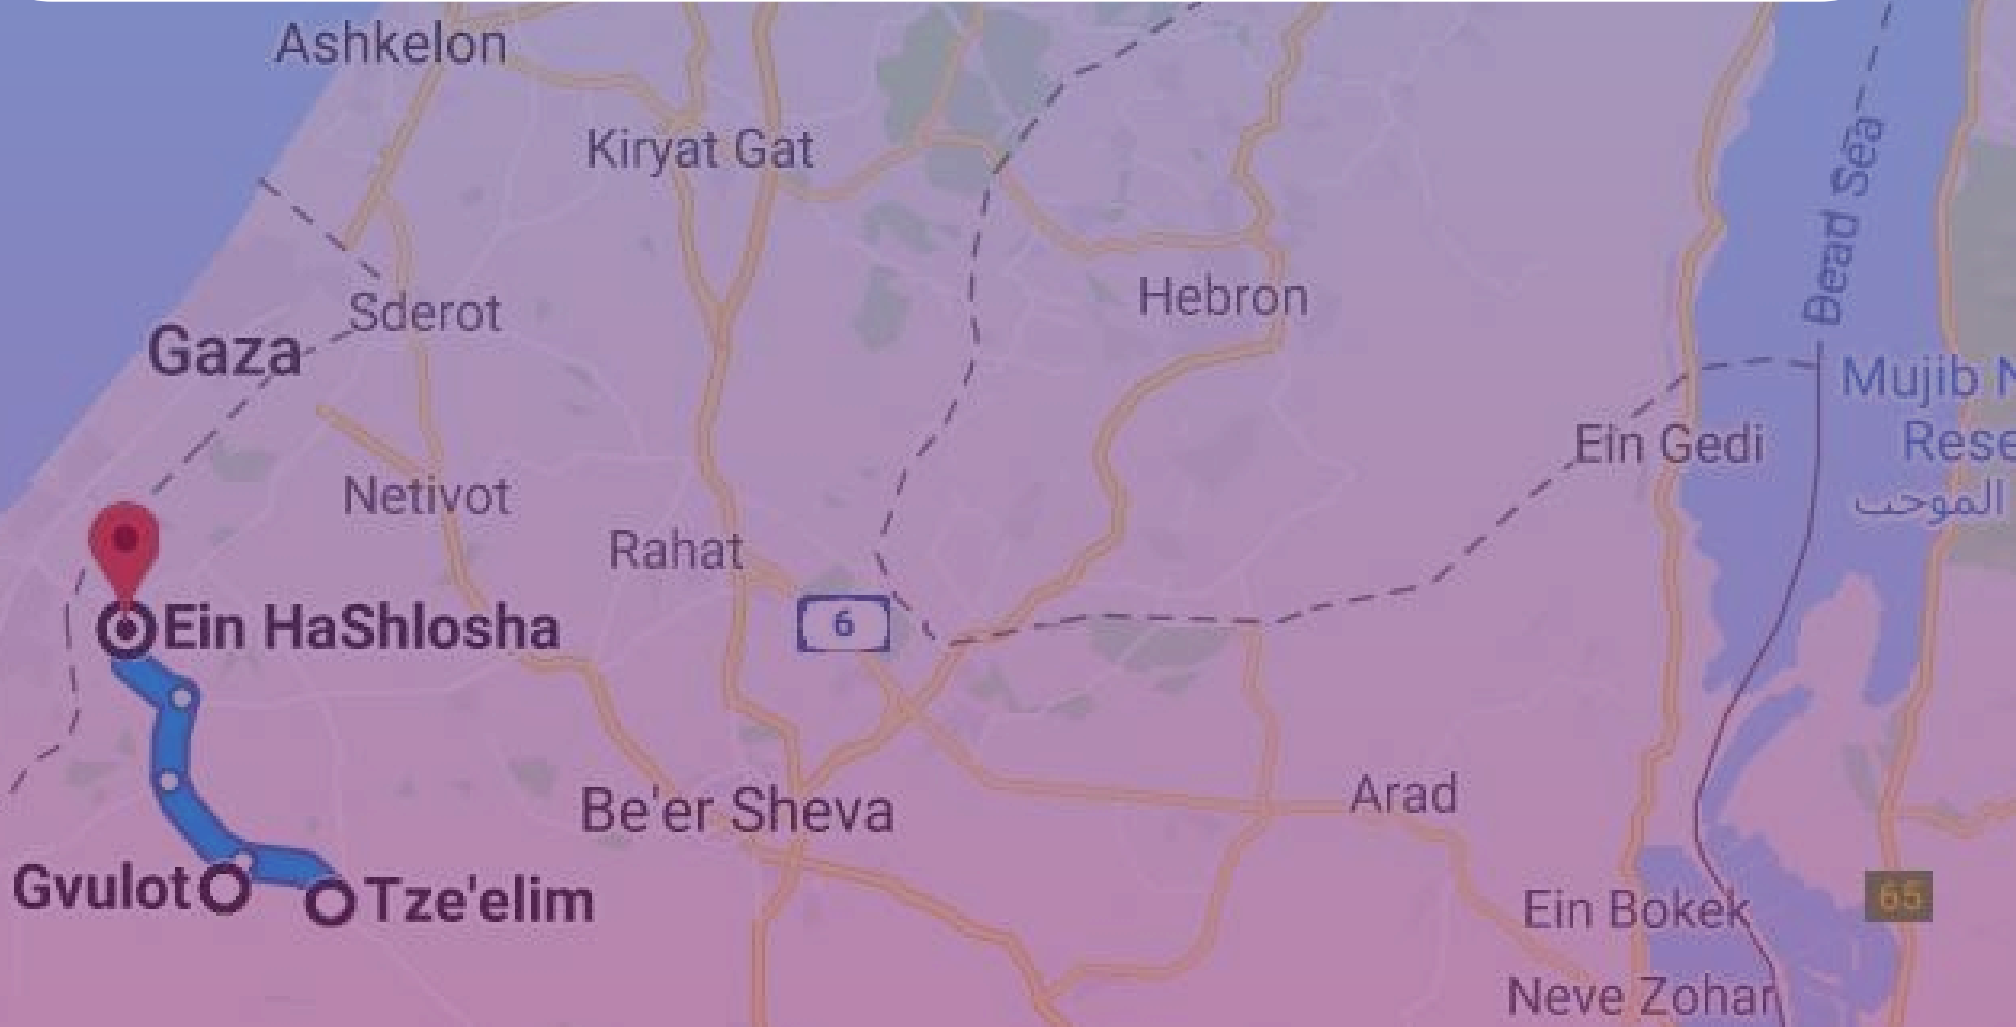 Ashkelon
Kiryat Gat
Dead Sea
Hebron
Sderot
Gaza
Mujib N
Rese
الموجب
Ein Gedi
Netivot
Rahat
6
Ein HaShlosha
Be'er Sheva
Arad
Gvulot
Tze'elim
Ein Bokek
65
Neve Zohar